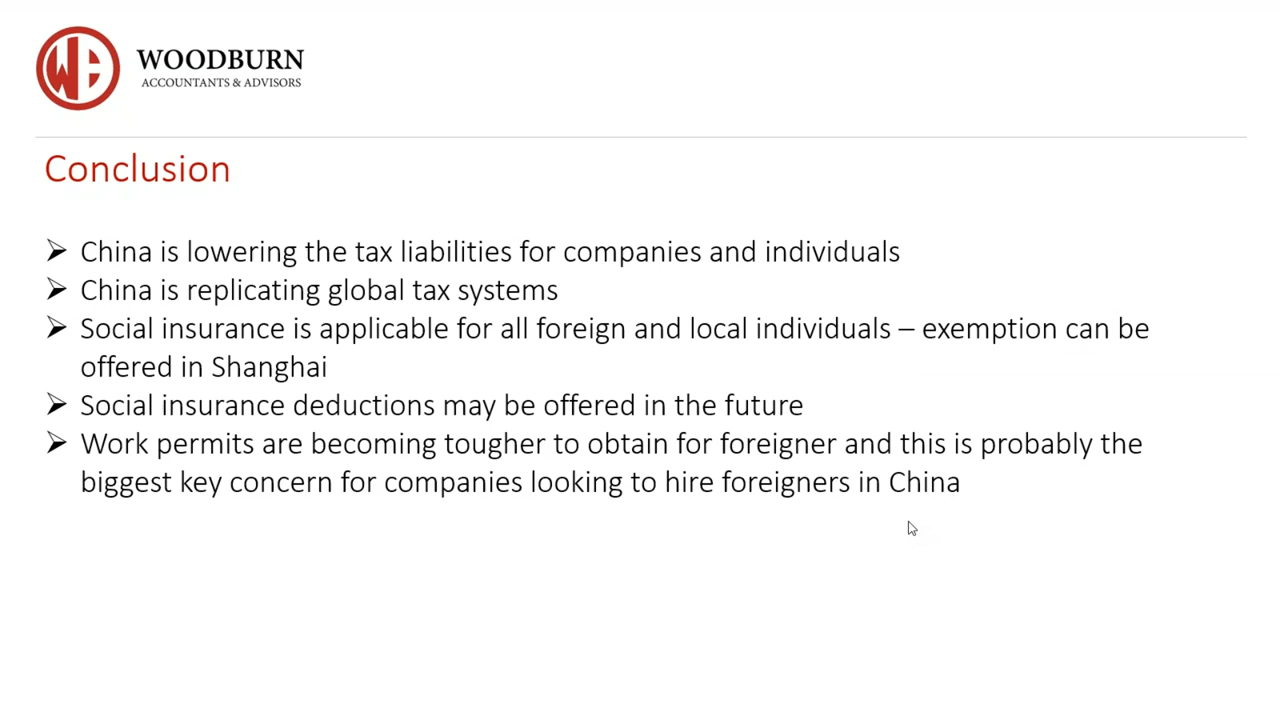 WOODBURN
ACCOUNTANTS & ADVISORS
Conclusion
China is lowering the tax liabilities for companies and individuals
China is replicating global tax systems
Social insurance is applicable for all foreign and local individuals – exemption can be
offered in Shanghai
Social insurance deductions may be offered in the future
Work permits are becoming tougher to obtain for foreigner and this is probably the
biggest key concern for companies looking to hire foreigners in China